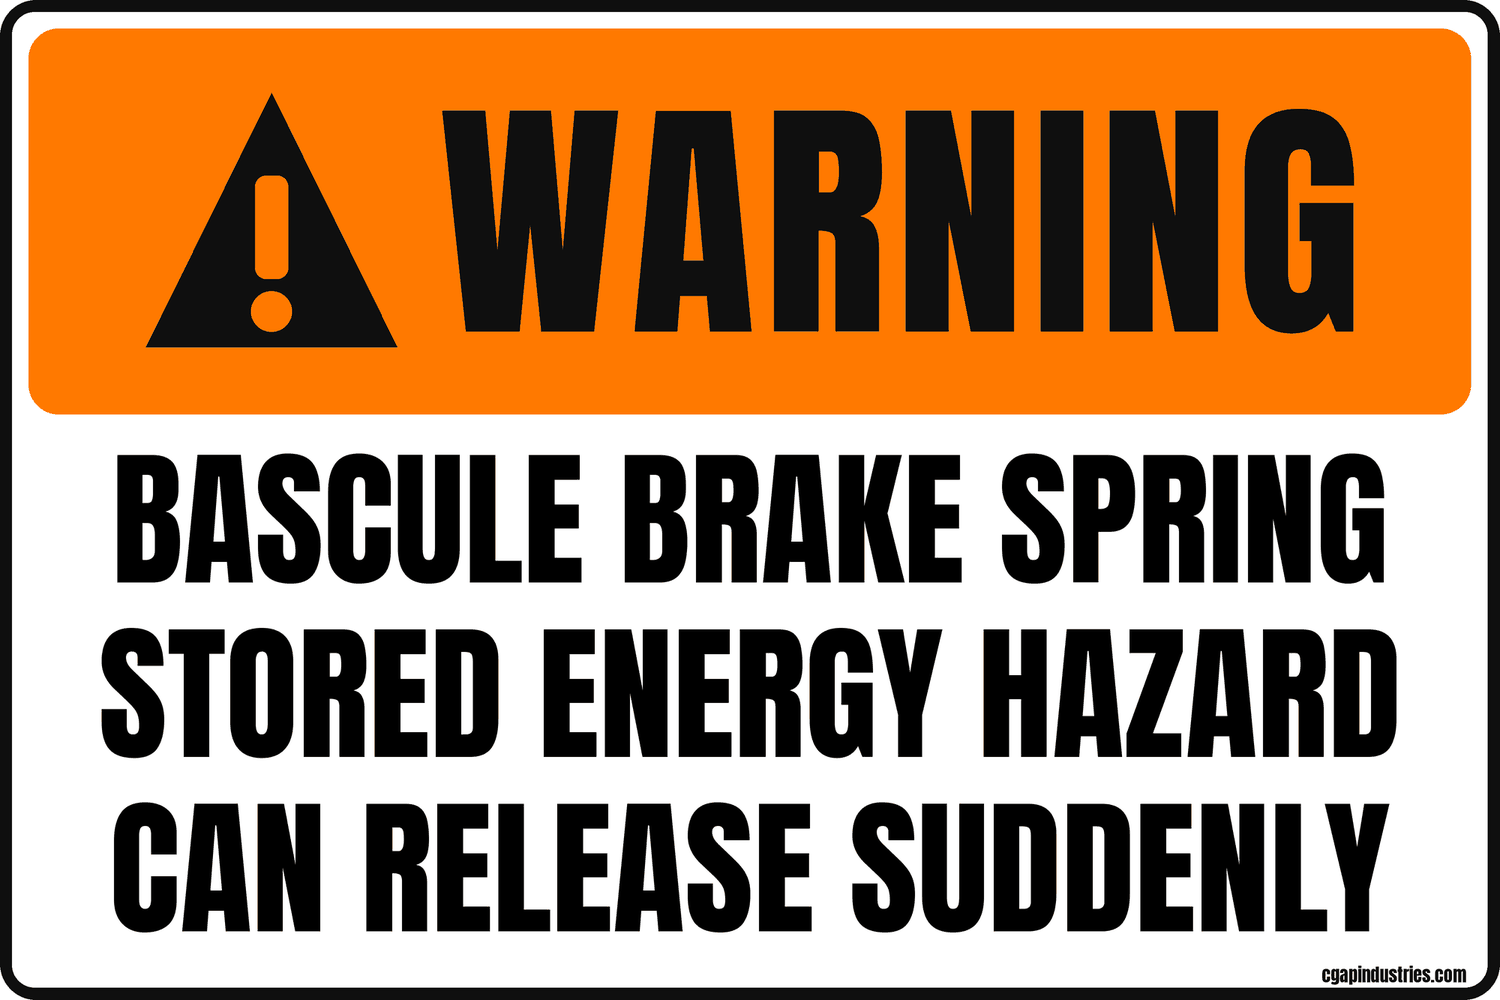 WARNING
BASCULE BRAKE SPRING
STORED ENERGY HAZARD
CAN RELEASE SUDDENLY
cgapindustries.com